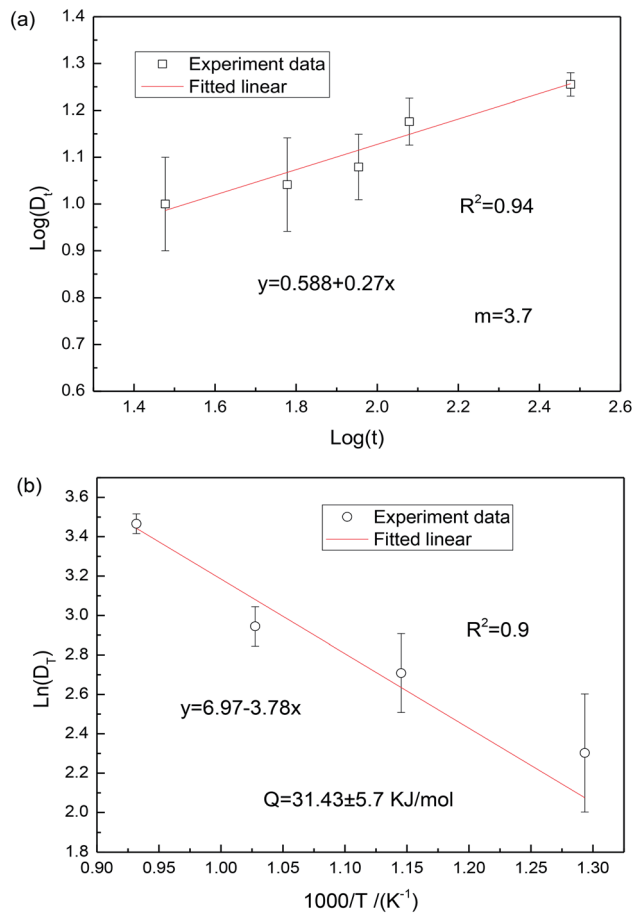 (a)
1.4
1.3
1.2
1.1
1.0
0.9
0.8
0.7
0.6
Log(D_t)
Experiment data
Fitted linear
R²=0.94
y=0.588+0.27x
m=3.7
1.4 1.6 1.8 2.0 2.2 2.4 2.6
Log(t)
(b)
3.6
3.4
3.2
3.0
2.8
2.6
2.4
2.2
2.0
1.8
Ln(D_T)
Experiment data
Fitted linear
R²=0.9
y=6.97-3.78x
Q=31.43±5.7 KJ/mol
0.90 0.95 1.00 1.05 1.10 1.15 1.20 1.25 1.30
1000/T /(K⁻¹)